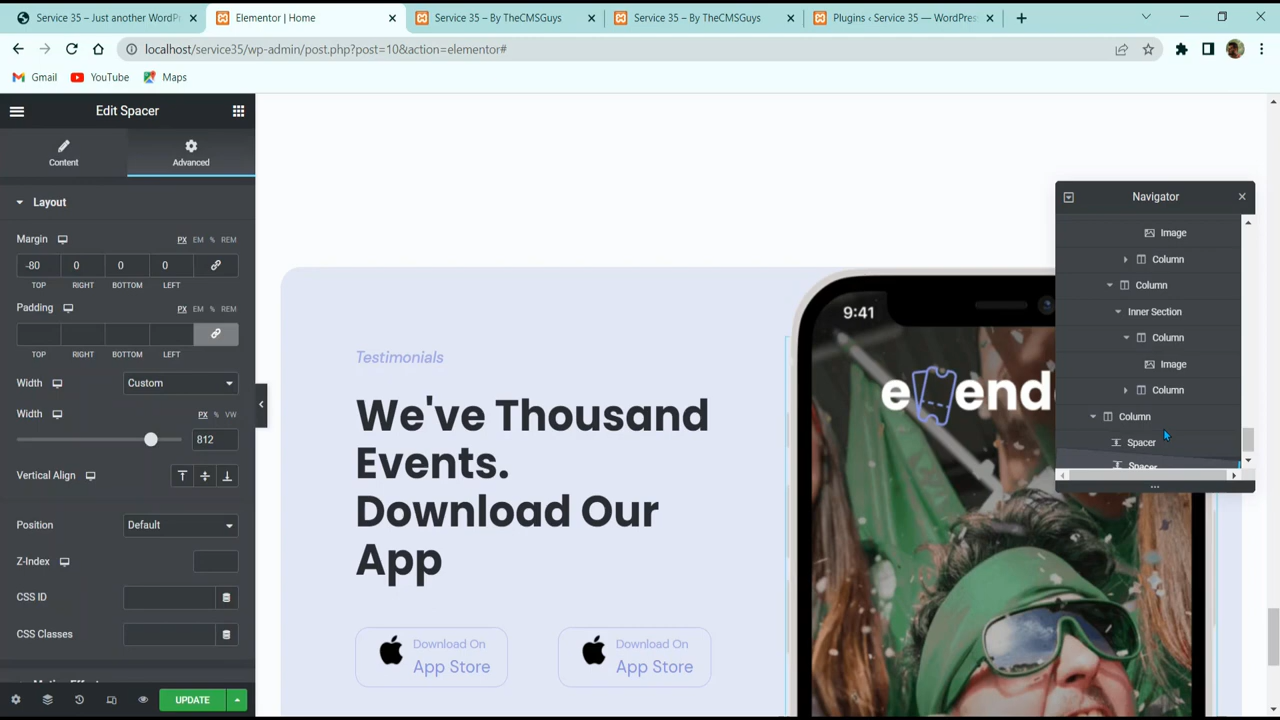 Service 35 – Just another WordPr
Elementor | Home
Service 35 – By TheCMSGuys
Service 35 – By TheCMSGuys
Plugins ‹ Service 35 — WordPres
localhost/service35/wp-admin/post.php?post=10&action=elementor#
Gmail
YouTube
Maps
Edit Spacer
Content
Advanced
Layout
Margin
PX EM % REM
-80 0 0 0
TOP RIGHT BOTTOM LEFT
Padding
PX EM % REM
TOP RIGHT BOTTOM LEFT
Width
Custom
Width
PX % VW
812
Vertical Align
Position
Default
Z-Index
CSS ID
CSS Classes
UPDATE
Testimonials
We've Thousand
Events.
Download Our
App
Download On
App Store
Download On
App Store
9:41
Navigator
Image
Column
Column
Inner Section
Column
Image
Column
Column
Spacer
Spacer